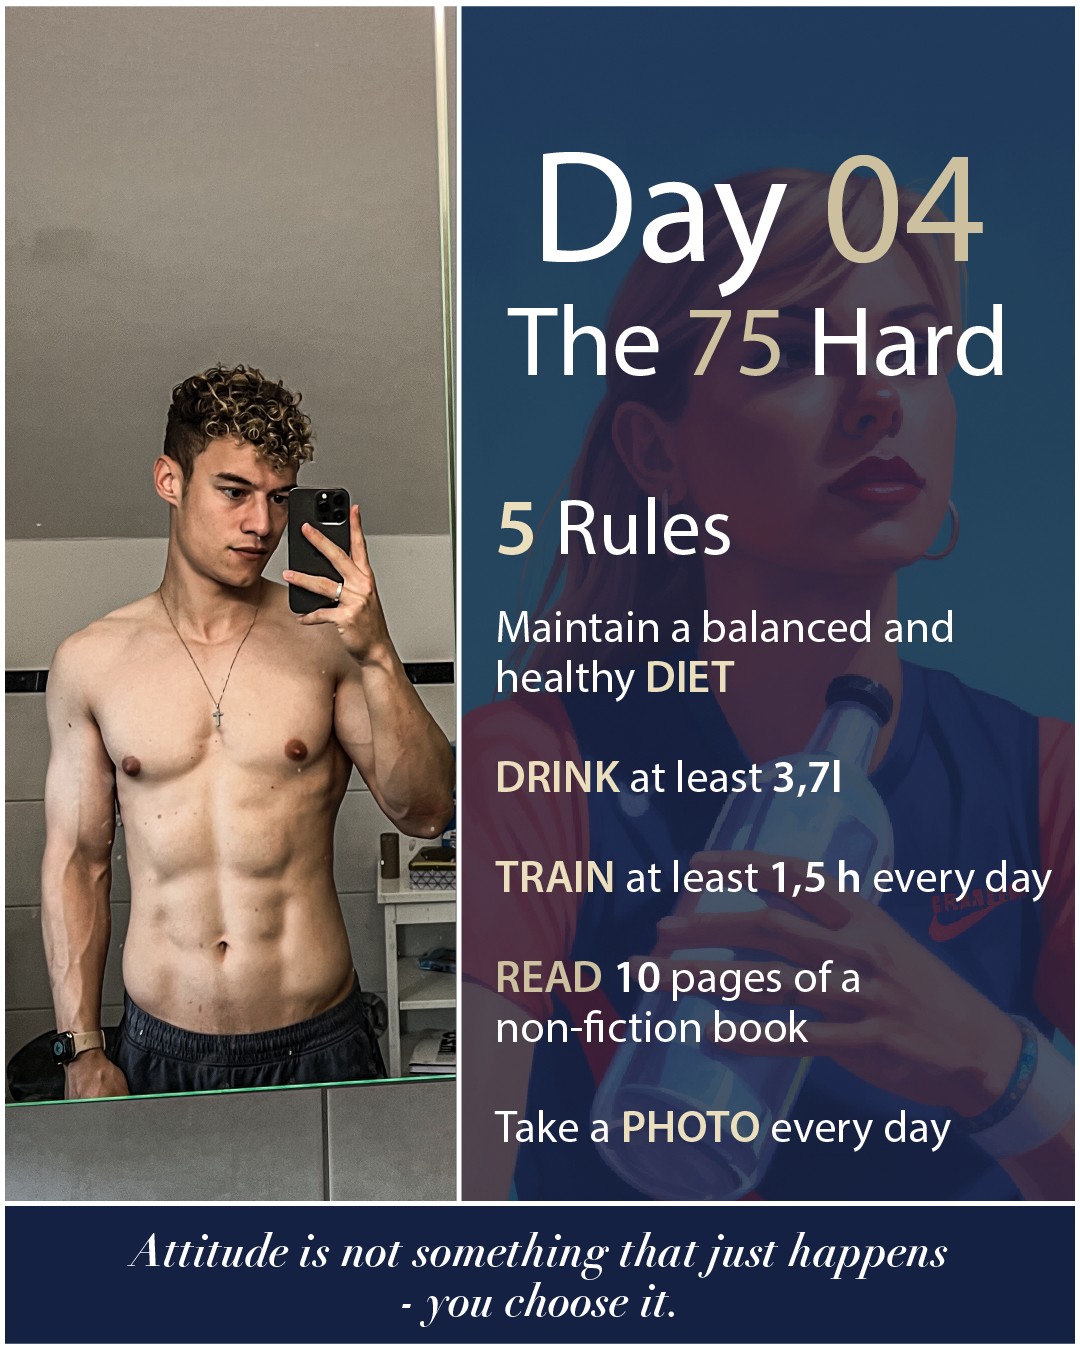 Day 04
The 75 Hard
5 Rules
Maintain a balanced and
healthy DIET
DRINK at least 3,7l
TRAIN at least 1,5 h every day
READ 10 pages of a
non-fiction book
Take a PHOTO every day
Attitude is not something that just happens
- you choose it.